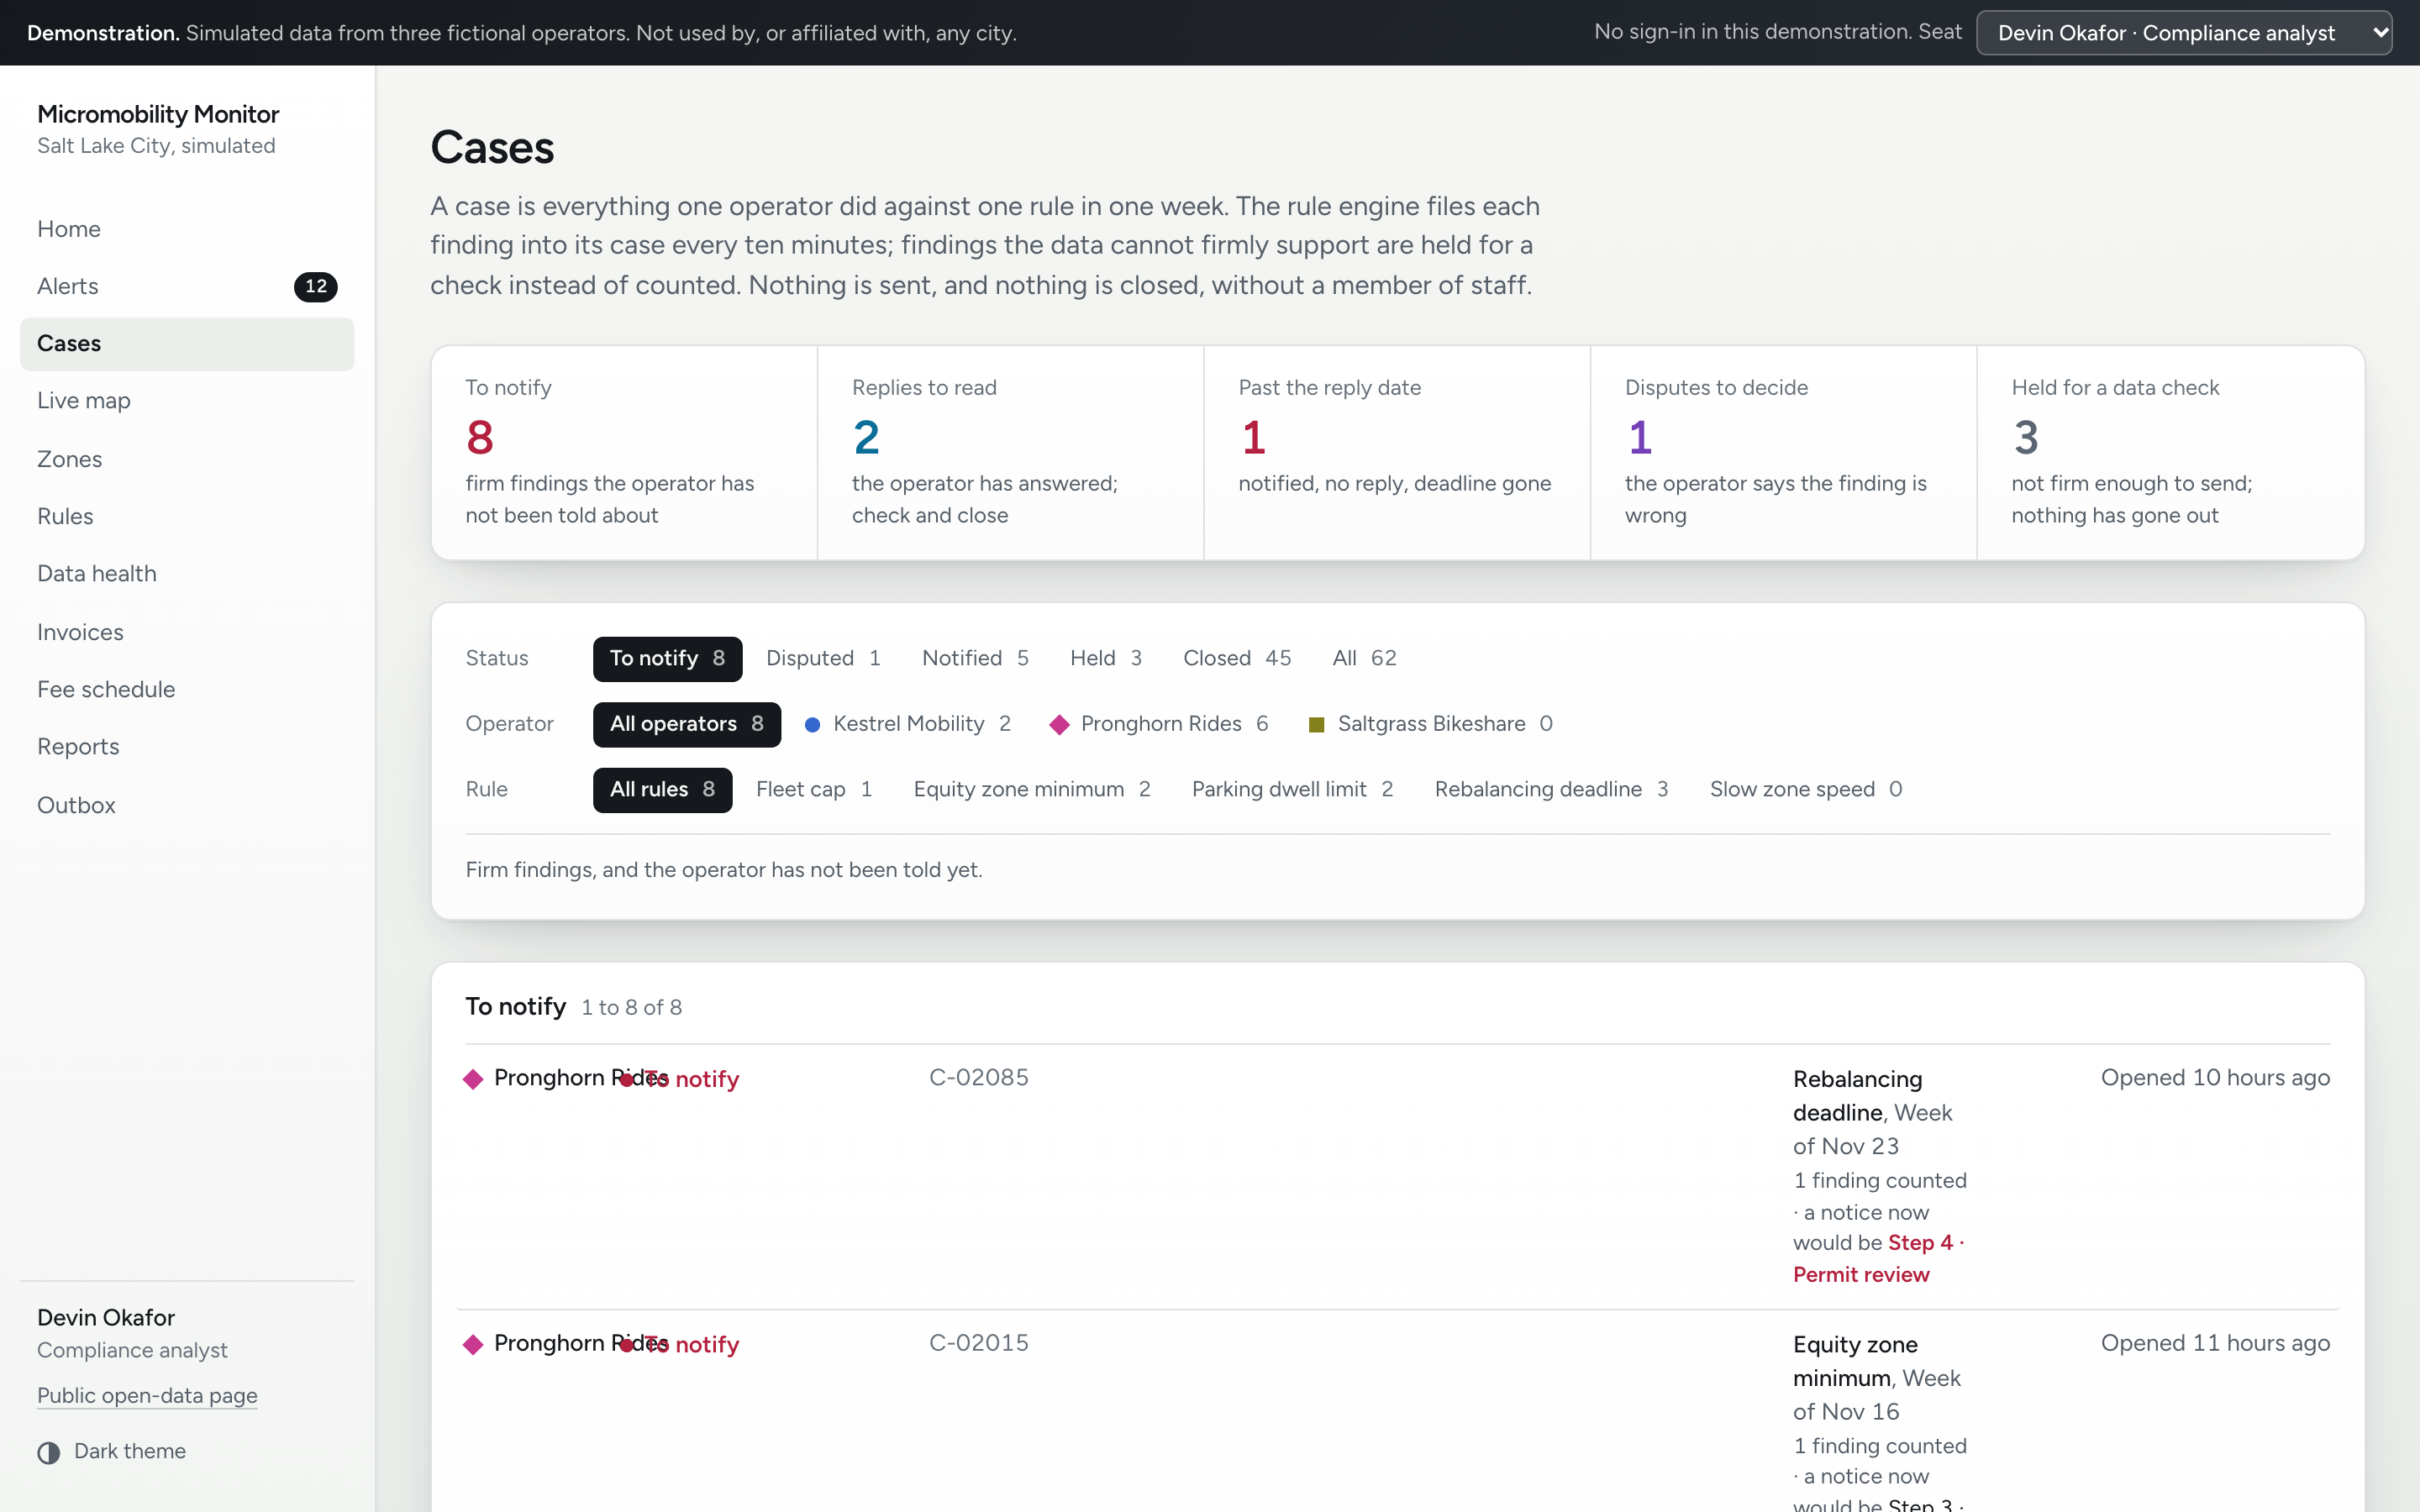 Demonstration. Simulated data from three fictional operators. Not used by, or affiliated with, any city.
No sign-in in this demonstration. Seat
Devin Okafor · Compliance analyst
Micromobility Monitor
Salt Lake City, simulated
Home
Alerts 12
Cases
Live map
Zones
Rules
Data health
Invoices
Fee schedule
Reports
Outbox
Devin Okafor
Compliance analyst
Public open-data page
Dark theme
Cases
A case is everything one operator did against one rule in one week. The rule engine files each
finding into its case every ten minutes; findings the data cannot firmly support are held for a
check instead of counted. Nothing is sent, and nothing is closed, without a member of staff.
To notify
8
firm findings the operator has
not been told about
Replies to read
2
the operator has answered;
check and close
Past the reply date
1
notified, no reply, deadline gone
Disputes to decide
1
the operator says the finding is
wrong
Held for a data check
3
not firm enough to send;
nothing has gone out
Status To notify 8 Disputed 1 Notified 5 Held 3 Closed 45 All 62
Operator All operators 8 Kestrel Mobility 2 Pronghorn Rides 6 Saltgrass Bikeshare 0
Rule All rules 8 Fleet cap 1 Equity zone minimum 2 Parking dwell limit 2 Rebalancing deadline 3 Slow zone speed 0
Firm findings, and the operator has not been told yet.
To notify 1 to 8 of 8
Pronghorn Rides To notify C-02085
Rebalancing
deadline, Week
of Nov 23
1 finding counted
· a notice now
would be Step 4 ·
Permit review
Opened 10 hours ago
Pronghorn Rides To notify C-02015
Equity zone
minimum, Week
of Nov 16
1 finding counted
· a notice now
would be Step 3 ·
Opened 11 hours ago